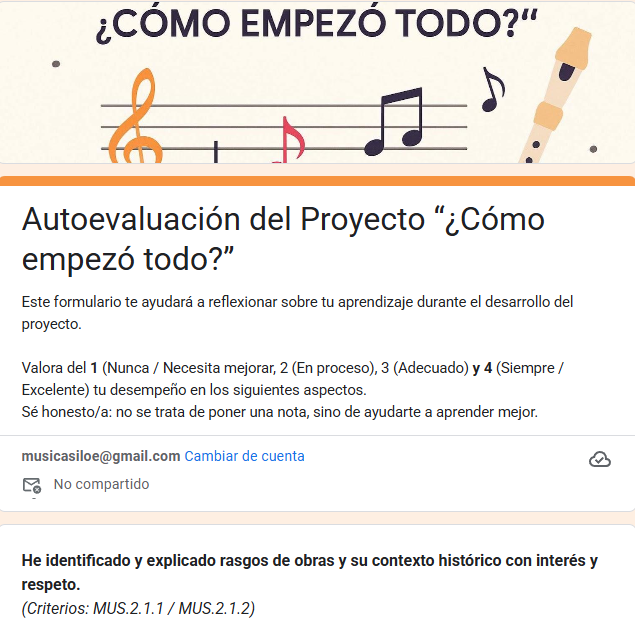 ¿CÓMO EMPEZÓ TODO?“
Autoevaluación del Proyecto “¿Cómo
empezó todo?”
Este formulario te ayudará a reflexionar sobre tu aprendizaje durante el desarrollo del
proyecto.
Valora del 1 (Nunca / Necesita mejorar, 2 (En proceso), 3 (Adecuado) y 4 (Siempre /
Excelente) tu desempeño en los siguientes aspectos.
Sé honesto/a: no se trata de poner una nota, sino de ayudarte a aprender mejor.
musicasiloe@gmail.com Cambiar de cuenta
No compartido
He identificado y explicado rasgos de obras y su contexto histórico con interés y
respeto.
(Criterios: MUS.2.1.1 / MUS.2.1.2)